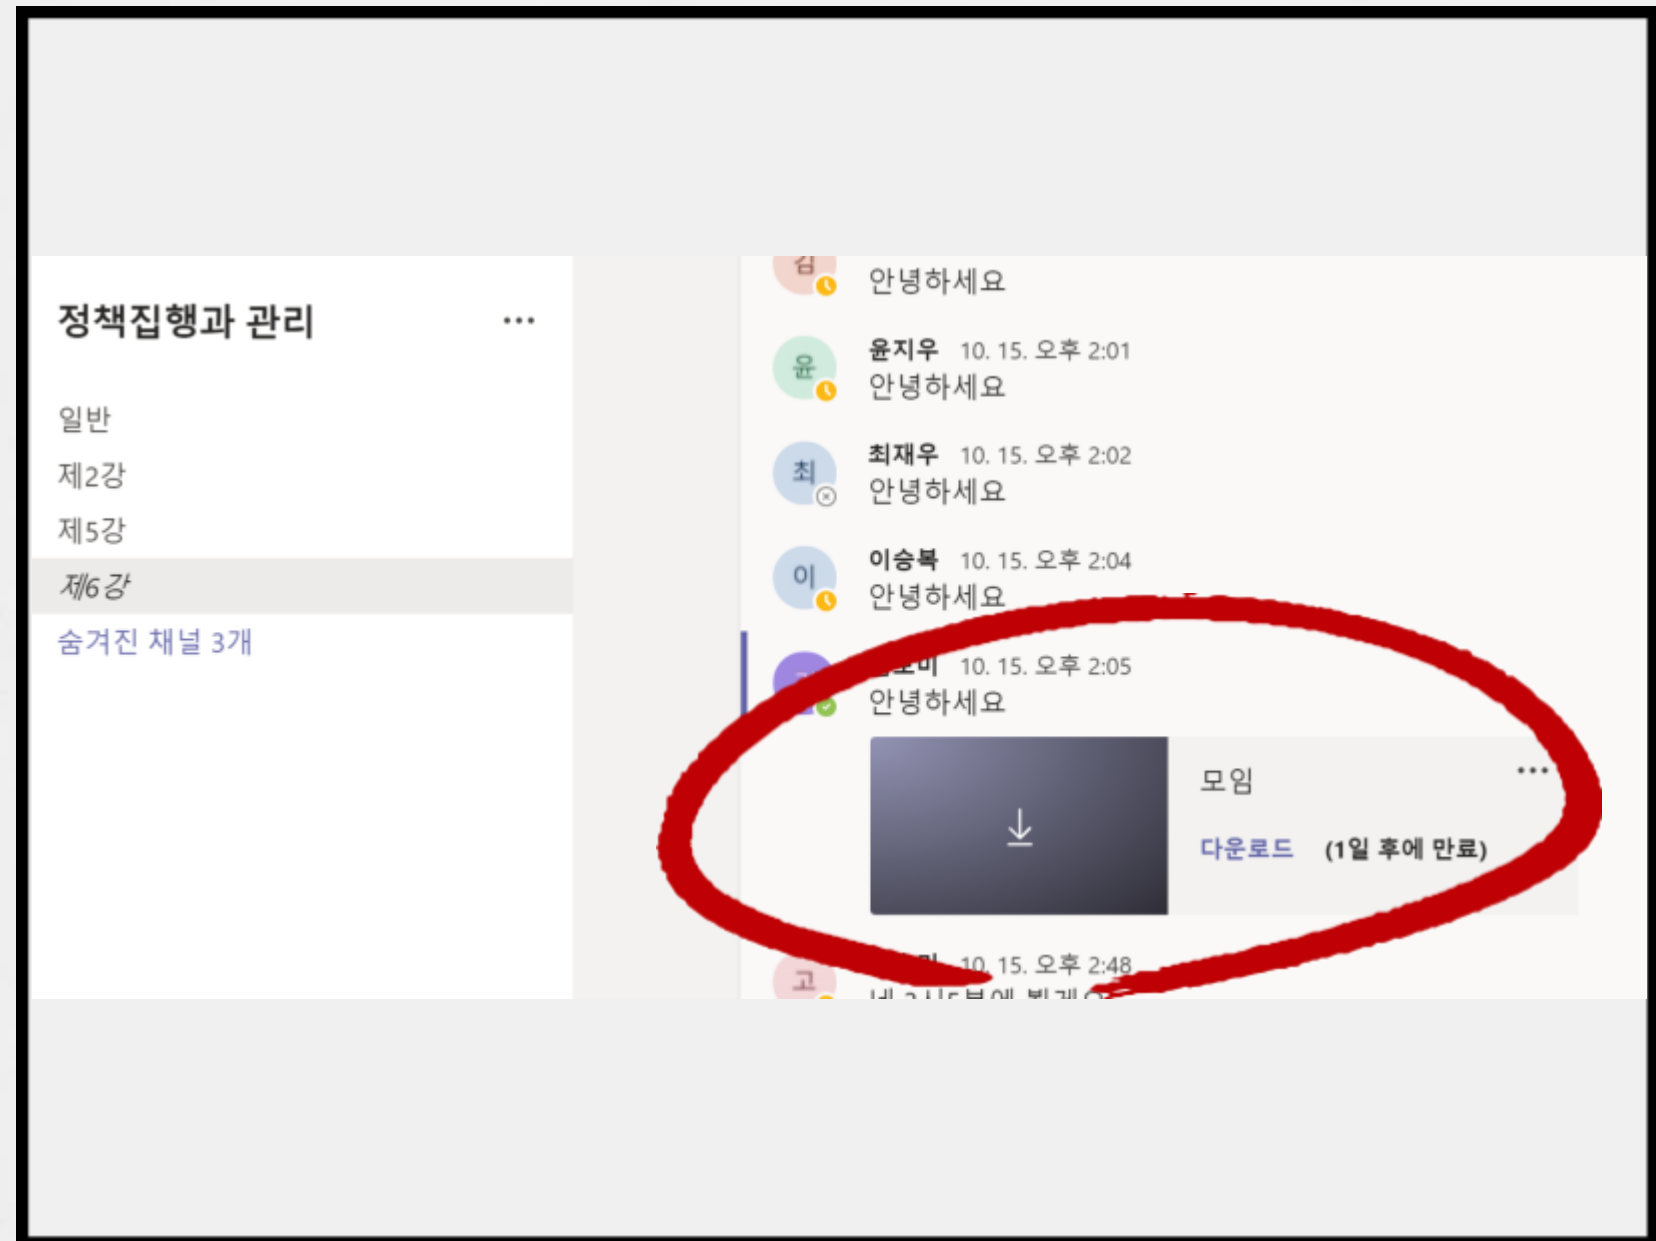 정책집행과 관리
일반
제2강
제5강
제6강
숨겨진 채널 3개
김
안녕하세요
윤
윤지우 10. 15. 오후 2:01
안녕하세요
최
최재우 10. 15. 오후 2:02
안녕하세요
이
이승복 10. 15. 오후 2:04
안녕하세요
10. 15. 오후 2:05
안녕하세요
모임
다운로드 (1일 후에 만료)
고
10. 15. 오후 2:48